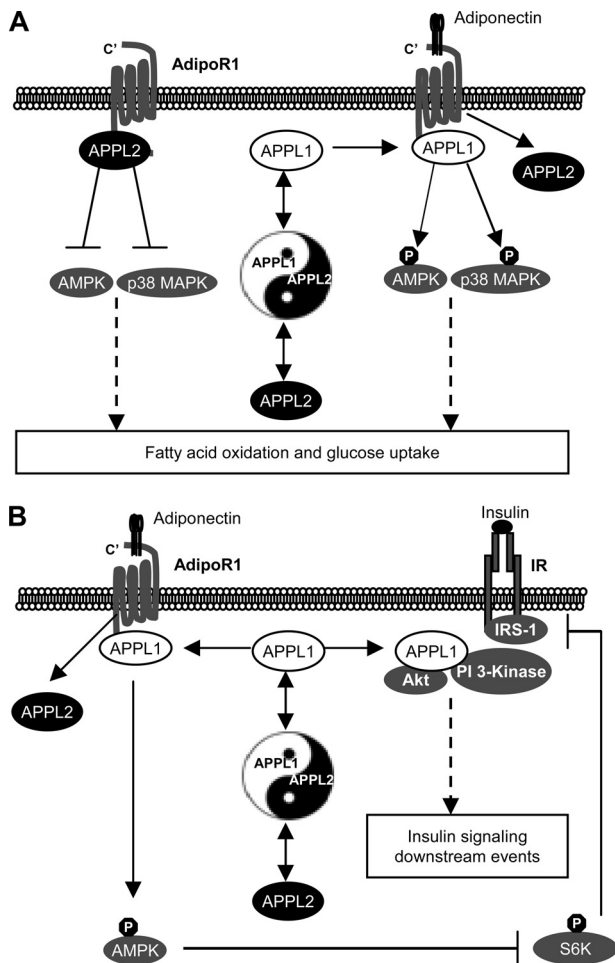 A
Adiponectin
C'
AdipoR1
C'
APPL2
APPL1
APPL1
APPL2
APPL1
APPL2
P
P
AMPK
p38 MAPK
AMPK
p38 MAPK
APPL2
Fatty acid oxidation and glucose uptake
B
Adiponectin
Insulin
C'
AdipoR1
IR
IRS-1
APPL1
APPL1
APPL1
Akt
PI 3-Kinase
APPL2
APPL1
APPL2
Insulin signaling
downstream events
APPL2
P
AMPK
P
S6K